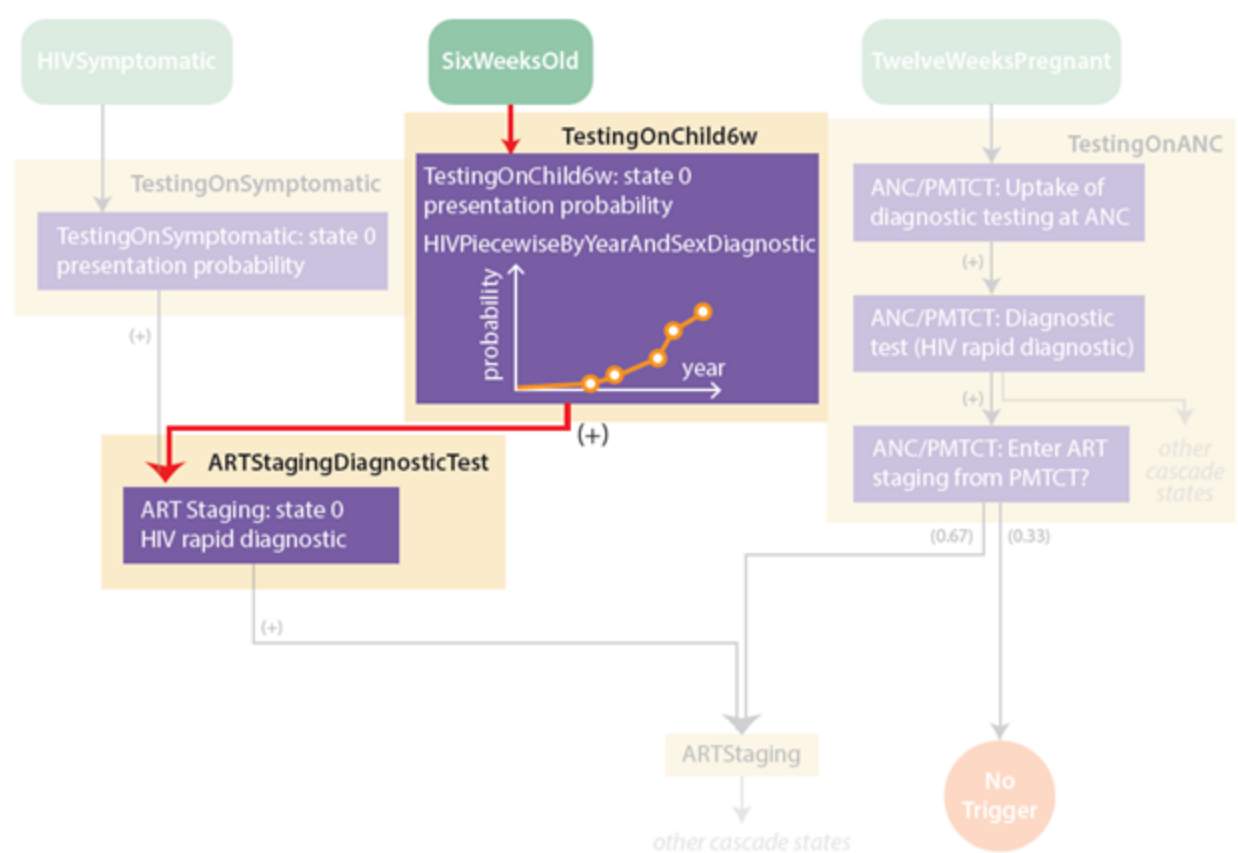 HIVSymptomatic
SixWeeksOld
TwelveWeeksPregnant
TestingOnChild6w
TestingOnChild6w: state 0
presentation probability
HIVPiecewiseByYearAndSexDiagnostic
probability
year
(+)
TestingOnSymptomatic
TestingOnSymptomatic: state 0
presentation probability
(+)
TestingOnANC
ANC/PMTCT: Uptake of
diagnostic testing at ANC
(+)
ANC/PMTCT: Diagnostic
test (HIV rapid diagnostic)
(+)
ANC/PMTCT: Enter ART
staging from PMTCT?
other
cascade
states
(0.67)
(0.33)
ARTStagingDiagnosticTest
ART Staging: state 0
HIV rapid diagnostic
(+)
ARTStaging
other cascade states
No
Trigger